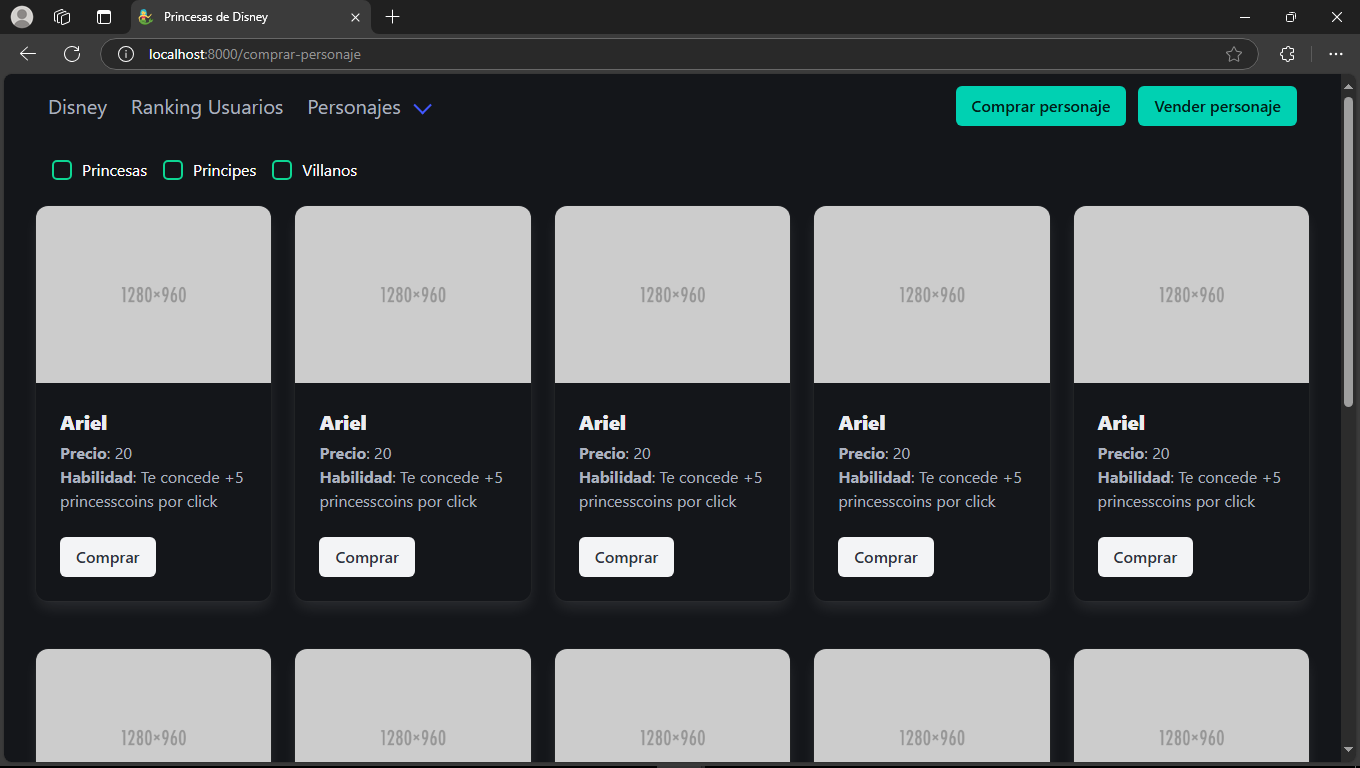 Princesas de Disney
localhost:8000/comprar-personaje
Disney Ranking Usuarios Personajes Comprar personaje Vender personaje
Princesas Principes Villanos
1280×960 1280×960 1280×960 1280×960 1280×960
Ariel Ariel Ariel Ariel Ariel
Precio: 20 Precio: 20 Precio: 20 Precio: 20 Precio: 20
Habilidad: Te concede +5 Habilidad: Te concede +5 Habilidad: Te concede +5 Habilidad: Te concede +5 Habilidad: Te concede +5
princesscoins por click princesscoins por click princesscoins por click princesscoins por click princesscoins por click
Comprar Comprar Comprar Comprar Comprar
1280×960 1280×960 1280×960 1280×960 1280×960